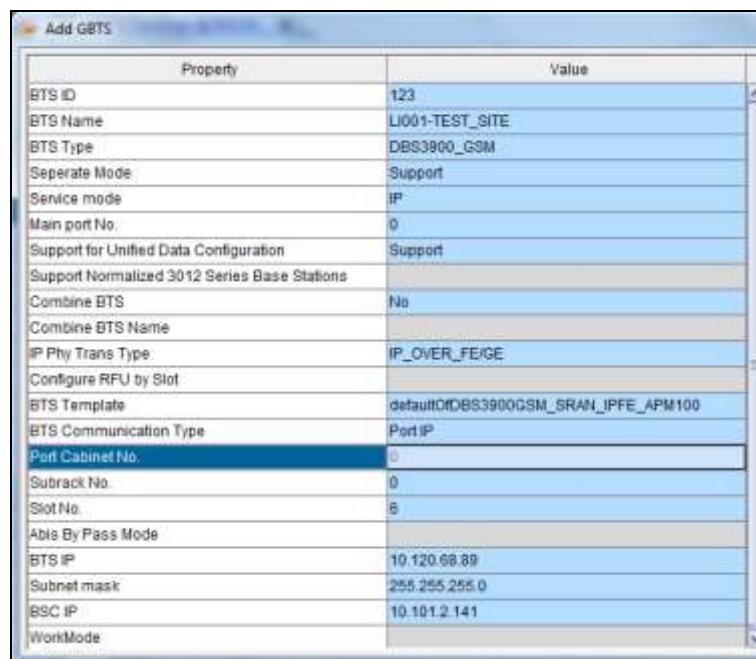 Add GBTS
Property Value
BTS ID 123
BTS Name LI001-TEST_SITE
BTS Type DBS3900_GSM
Seperate Mode Support
Service mode IP
Main port No. 0
Support for Unified Data Configuration Support
Support Normalized 3012 Series Base Stations
Combine BTS No
Combine BTS Name
IP Phy Trans Type IP_OVER_FE/GE
Configure RFU by Slot
BTS Template defaultOfDBS3900GSM_SRAN_IPFE_APM100
BTS Communication Type Port IP
Port Cabinet No. 0
Subrack No. 0
Slot No. 6
Abis By Pass Mode
BTS IP 10.120.68.89
Subnet mask 255.255.255.0
BSC IP 10.101.2.141
WorkMode